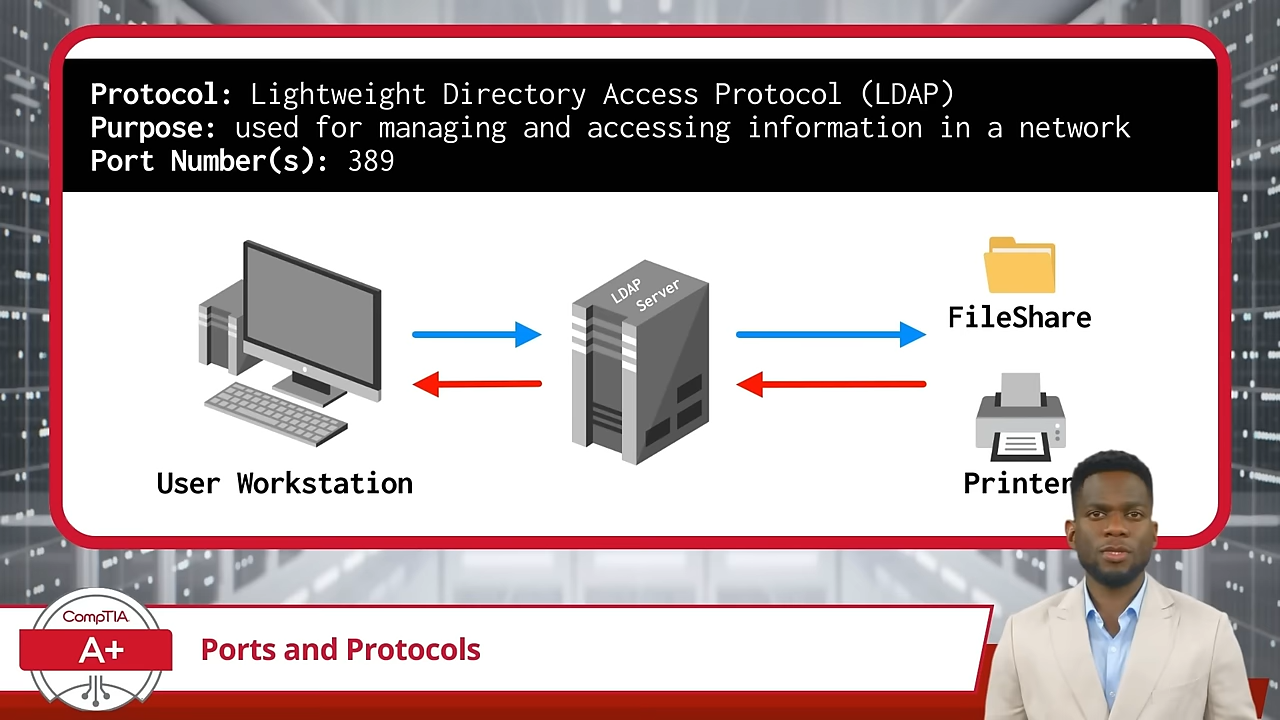 Protocol: Lightweight Directory Access Protocol (LDAP)
Purpose: used for managing and accessing information in a network
Port Number(s): 389
LDAP
Server
FileShare
User Workstation
Printer
CompTIA
A+
Ports and Protocols